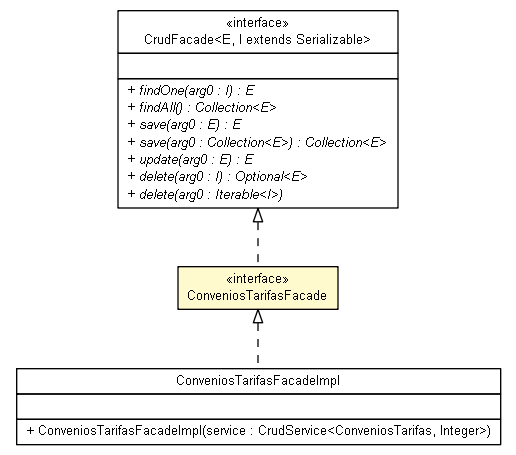 «interface»
CrudFacade<E, I extends Serializable>
+ findOne(arg0 : I) : E
+ findAll() : Collection<E>
+ save(arg0 : E) : E
+ save(arg0 : Collection<E>) : Collection<E>
+ update(arg0 : E) : E
+ delete(arg0 : I) : Optional<E>
+ delete(arg0 : Iterable<I>)
«interface»
ConveniosTarifasFacade
ConveniosTarifasFacadeImpl
+ ConveniosTarifasFacadeImpl(service : CrudService<ConveniosTarifas, Integer>)